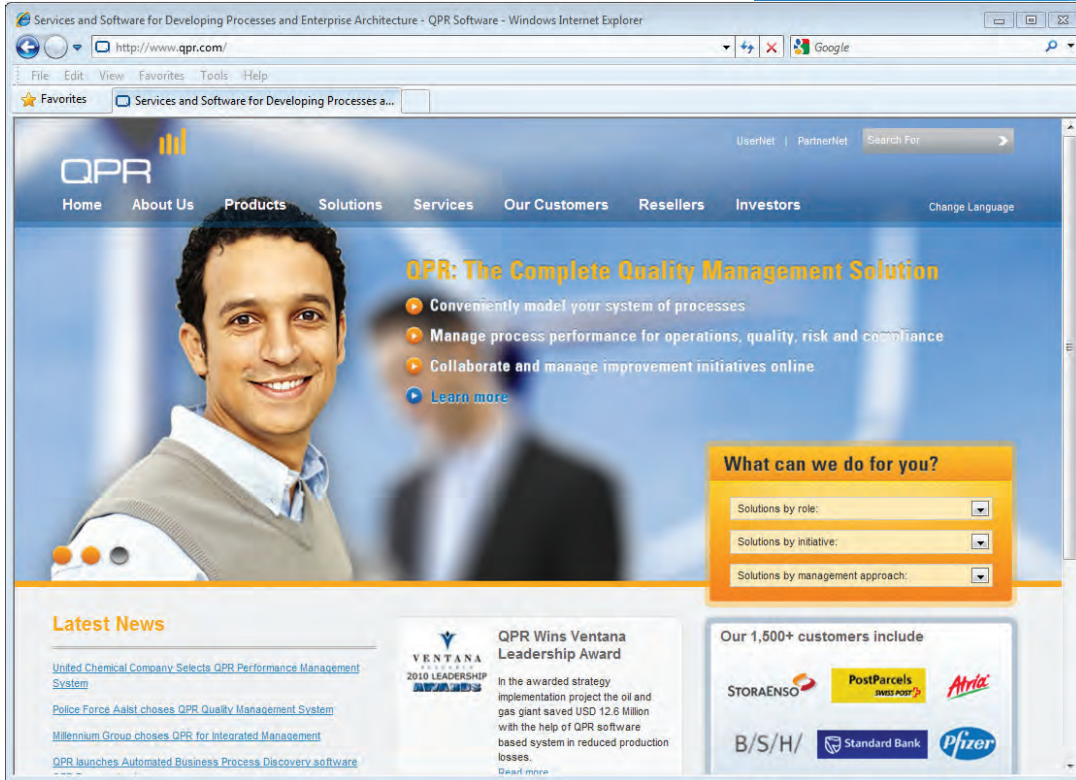 Services and Software for Developing Processes and Enterprise Architecture - QPR Software - Windows Internet Explorer
http://www.qpr.com/
Google
File Edit View Favorites Tools Help
Favorites
Services and Software for Developing Processes a...
UserNet | PartnerNet
Search For
QPR
Home About Us Products Solutions Services Our Customers Resellers Investors
Change Language
QPR: The Complete Quality Management Solution
Conveniently model your system of processes
Manage process performance for operations, quality, risk and compliance
Collaborate and manage improvement initiatives online
Learn more
What can we do for you?
Solutions by role:
Solutions by initiative:
Solutions by management approach:
Latest News
United Chemical Company Selects QPR Performance Management
System
Police Force Aalst choses QPR Quality Management System
Millennium Group choses QPR for Integrated Management
QPR launches Automated Business Process Discovery software
VENTANA
RESEARCH
2010 LEADERSHIP
AWARDS
QPR Wins Ventana
Leadership Award
In the awarded strategy
implementation project the oil and
gas giant saved USD 12.6 Million
with the help of QPR software
based system in reduced production
losses.
Read more
Our 1,500+ customers include
STORAENSO
PostParcels
SWISS POST
Atria
B/S/H/
Standard Bank
Pfizer